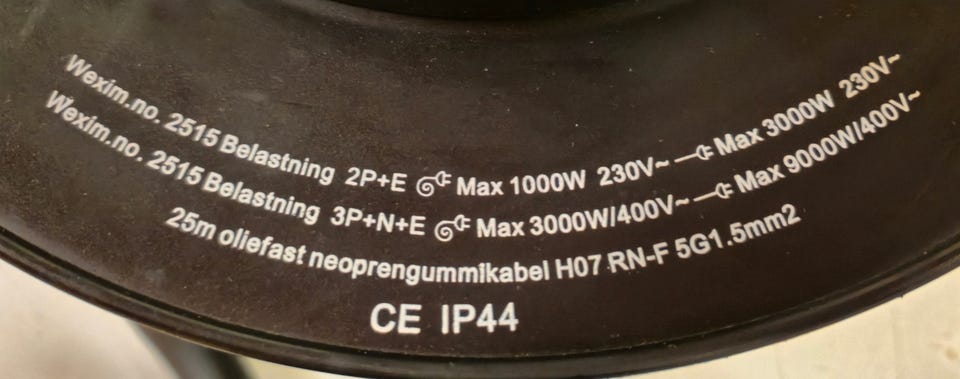 Wexim.no. 2515 Belastning 2P+E Max 1000W 230V~ Max 3000W 230V~
Wexim.no. 2515 Belastning 3P+N+E Max 3000W/400V~ Max 9000W/400V~
25m oliefast neoprengummikabel H07 RN-F 5G1.5mm2
CE IP44